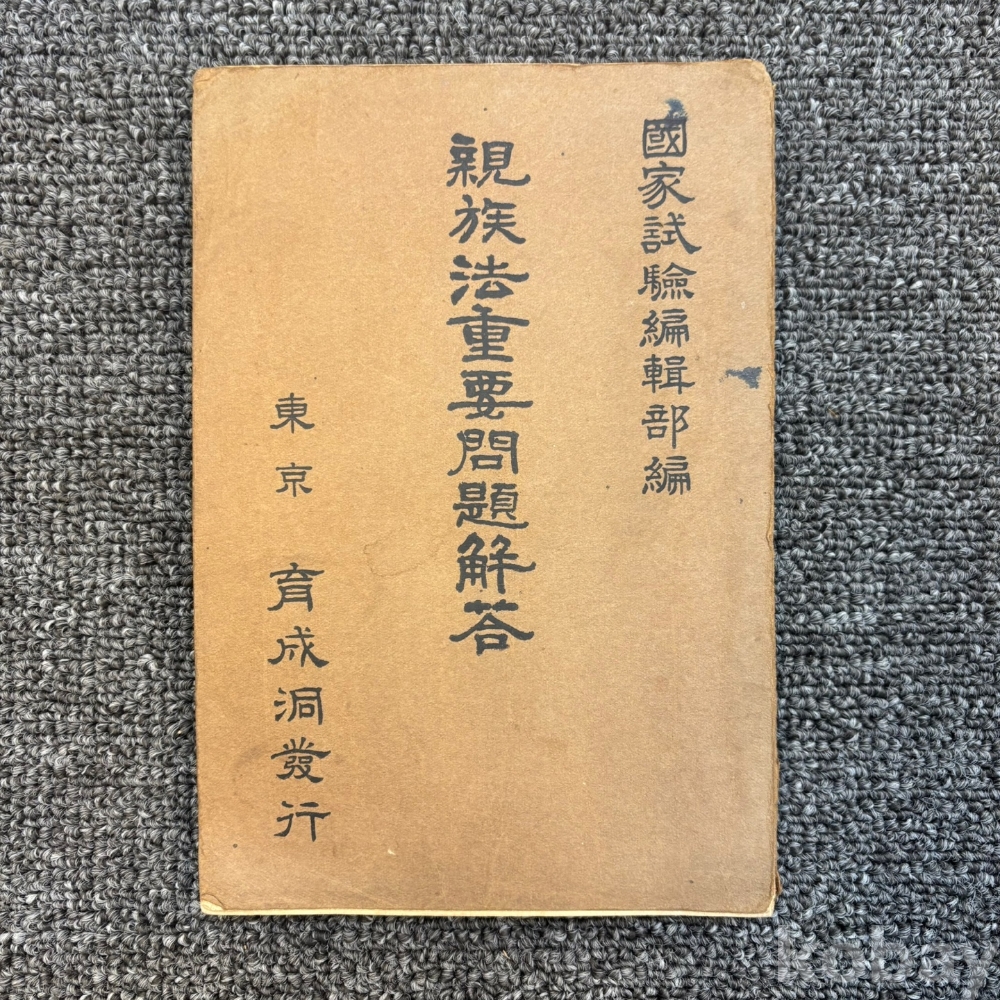 國家試驗編輯部編
親族法重要問題解答
東京 育成洞發行